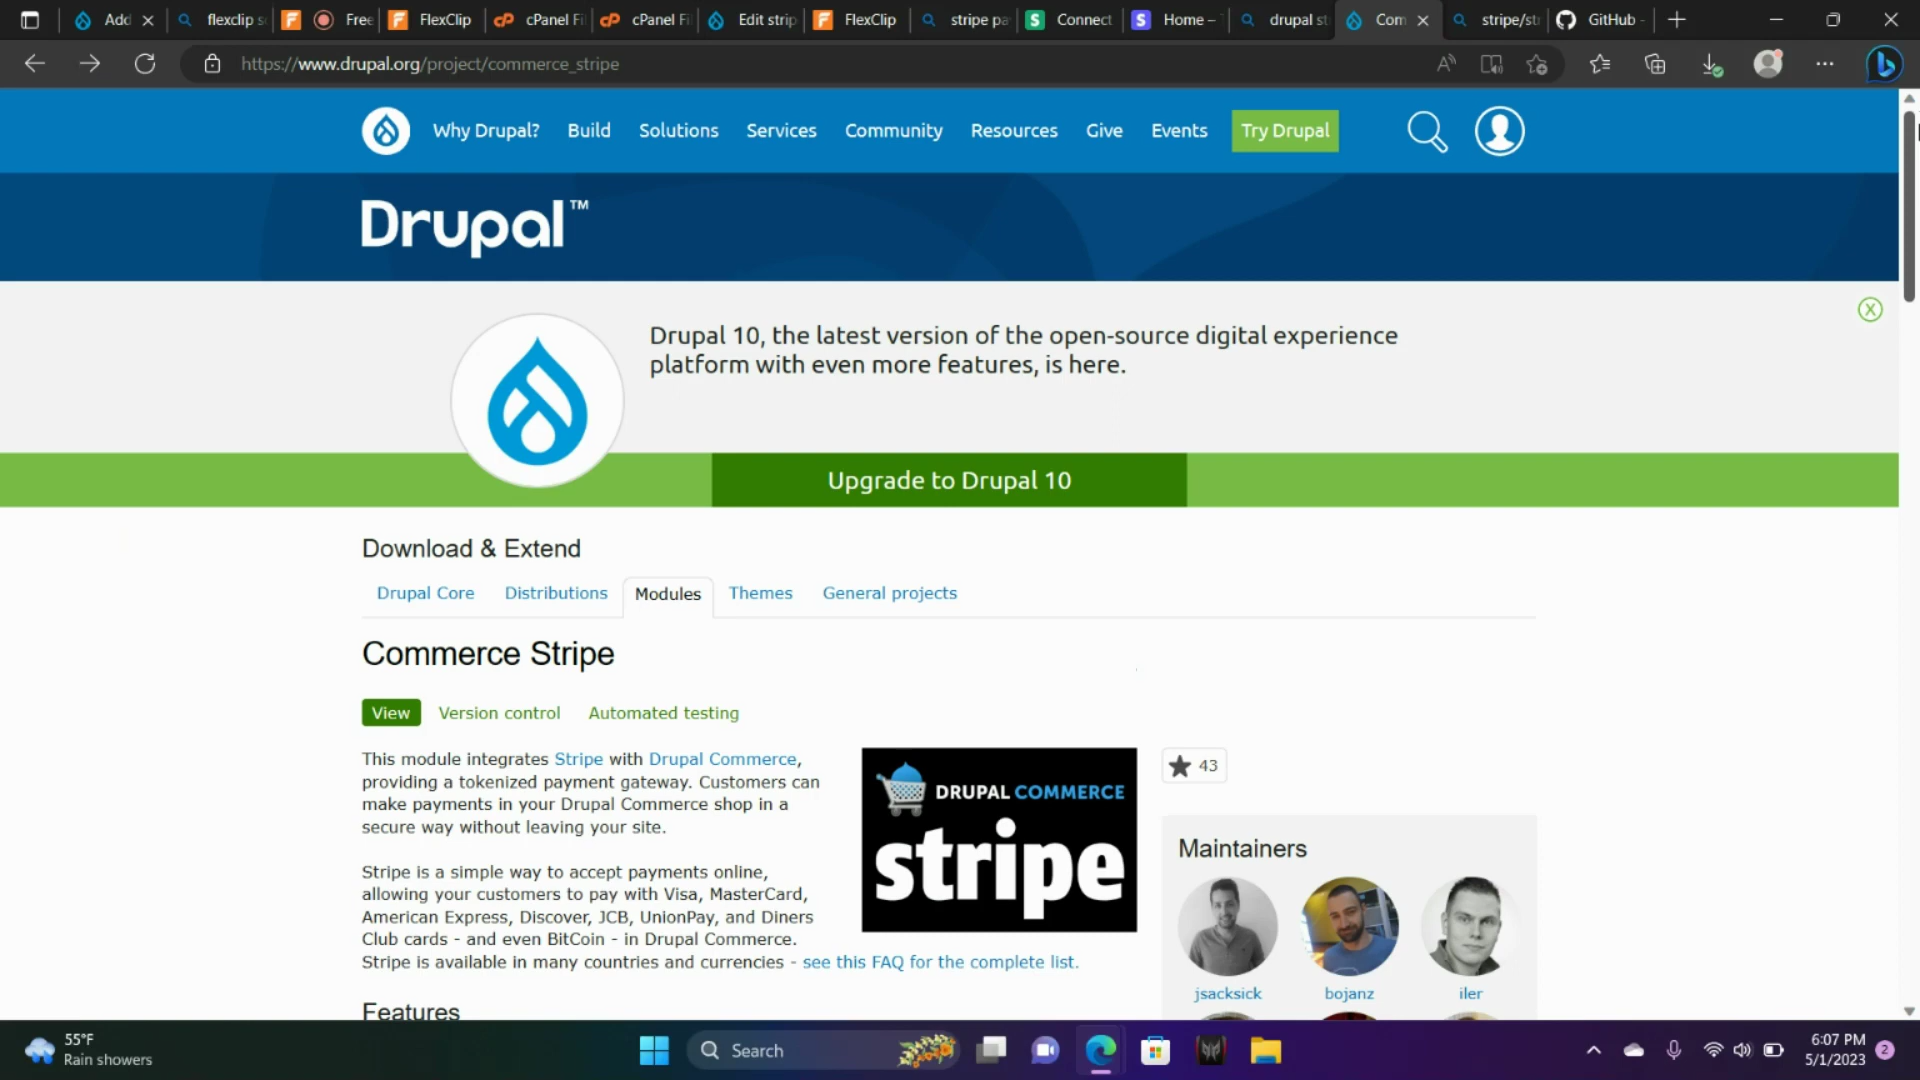 Add
flexclip s
Free
FlexClip
cPanel Fi
cPanel Fi
Edit strip
FlexClip
stripe pa
Connect
Home –
drupal st
Com
stripe/str
GitHub -
https://www.drupal.org/project/commerce_stripe
Why Drupal?
Build
Solutions
Services
Community
Resources
Give
Events
Try Drupal
Drupal™
Drupal 10, the latest version of the open-source digital experience
platform with even more features, is here.
Upgrade to Drupal 10
Download & Extend
Drupal Core
Distributions
Modules
Themes
General projects
Commerce Stripe
View
Version control
Automated testing
This module integrates Stripe with Drupal Commerce,
providing a tokenized payment gateway. Customers can
make payments in your Drupal Commerce shop in a
secure way without leaving your site.
Stripe is a simple way to accept payments online,
allowing your customers to pay with Visa, MasterCard,
American Express, Discover, JCB, UnionPay, and Diners
Club cards - and even BitCoin - in Drupal Commerce.
Stripe is available in many countries and currencies - see this FAQ for the complete list.
DRUPAL COMMERCE
stripe
43
Maintainers
jsacksick
bojanz
iler
Features
55°F
Rain showers
Search
6:07 PM
5/1/2023
2